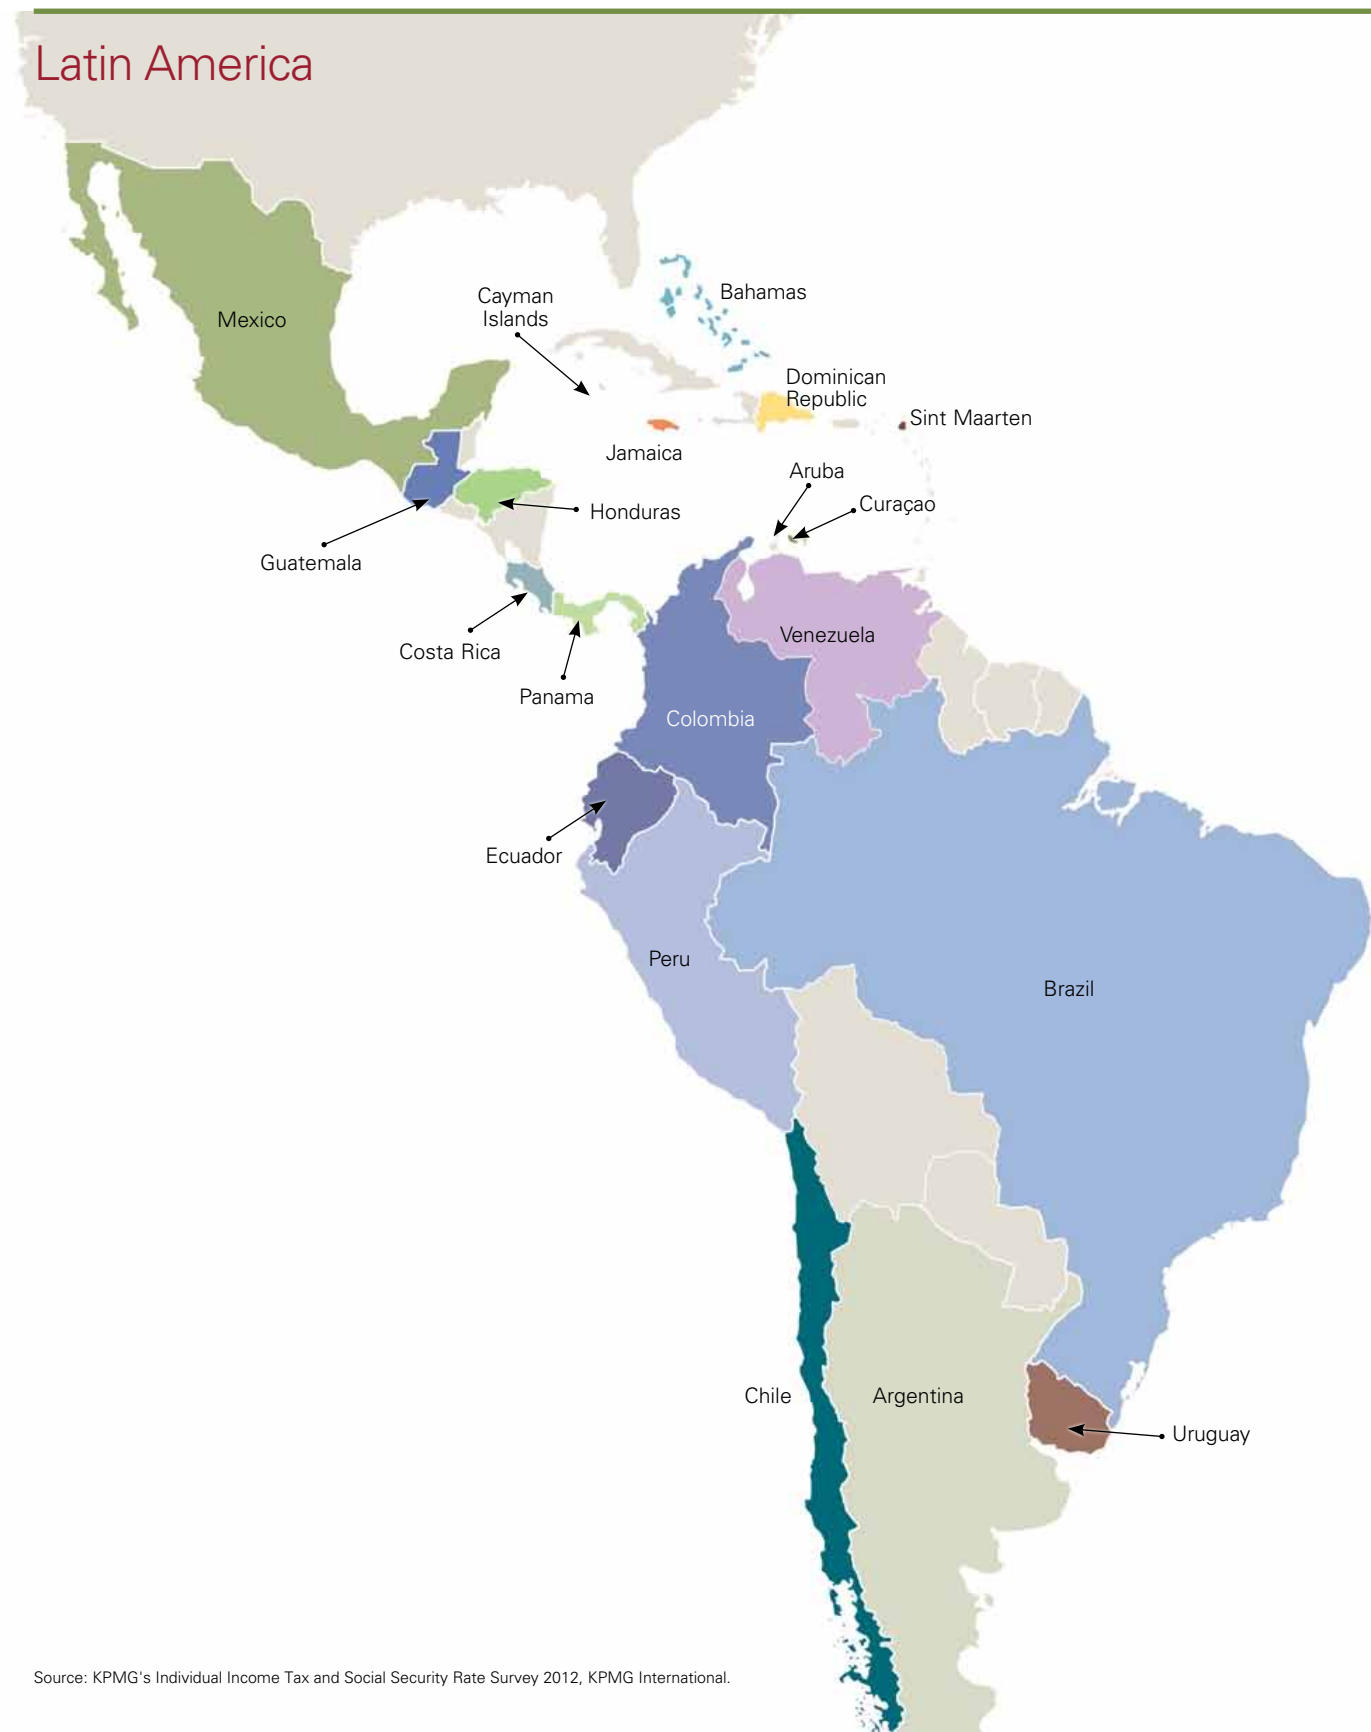 Latin America
Bahamas
Cayman
Islands
Mexico
Dominican
Republic
Sint Maarten
Jamaica
Aruba
Curaçao
Honduras
Guatemala
Venezuela
Costa Rica
Panama
Colombia
Ecuador
Peru
Brazil
Chile
Argentina
Uruguay
Source: KPMG's Individual Income Tax and Social Security Rate Survey 2012, KPMG International.